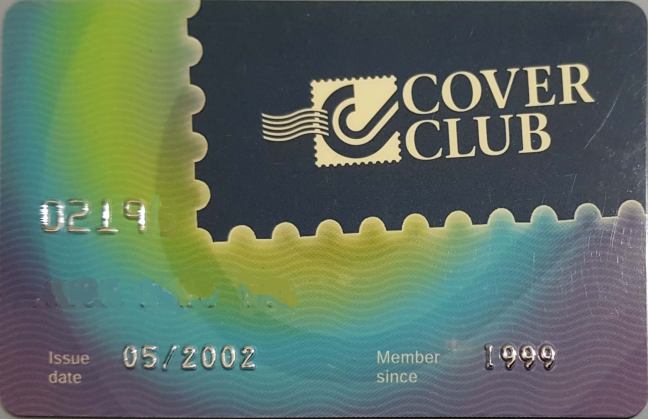 COVER
CLUB
0219
Issue date 05/2002
Member since 1999